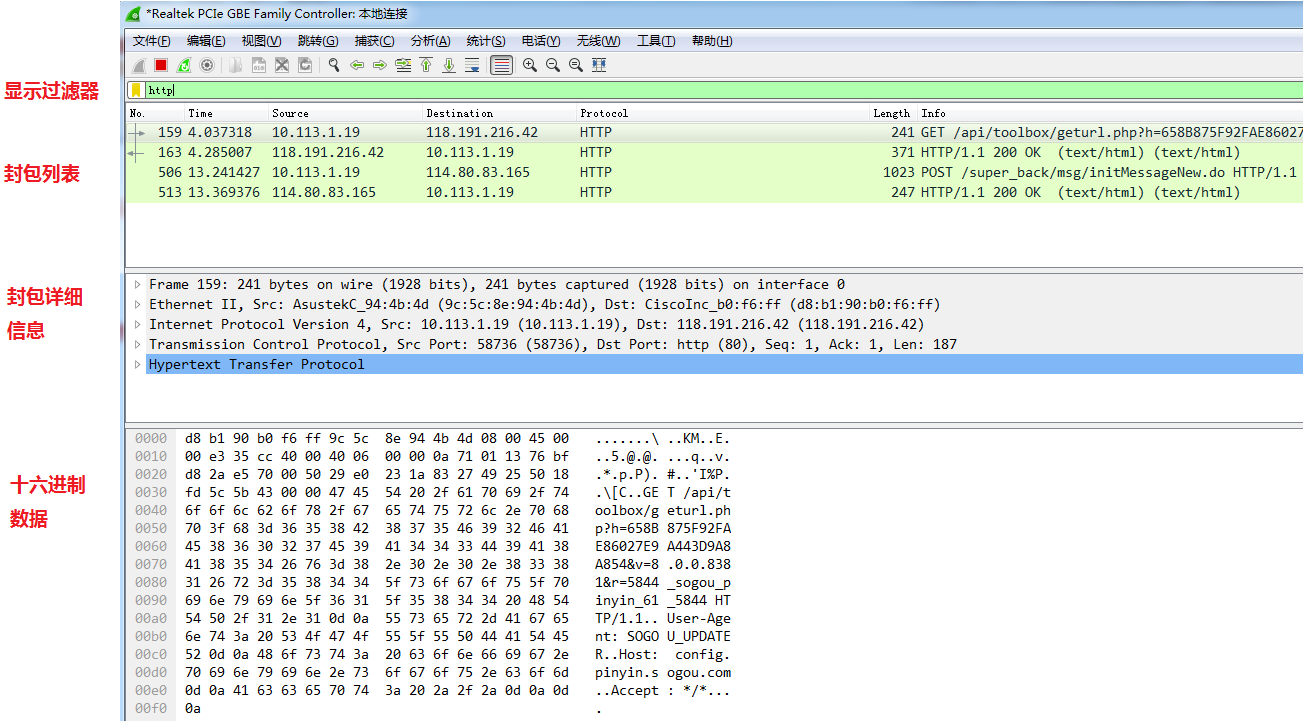 *Realtek PCIe GBE Family Controller: 本地连接
文件(F) 编辑(E) 视图(V) 跳转(G) 捕获(C) 分析(A) 统计(S) 电话(Y) 无线(W) 工具(T) 帮助(H)
显示过滤器
http
No. Time Source Destination Protocol Length Info
159 4.037318 10.113.1.19 118.191.216.42 HTTP 241 GET /api/toolbox/geturl.php?h=658B875F92FAE86027
163 4.285007 118.191.216.42 10.113.1.19 HTTP 371 HTTP/1.1 200 OK (text/html) (text/html)
封包列表
506 13.241427 10.113.1.19 114.80.83.165 HTTP 1023 POST /super_back/msg/initMessageNew.do HTTP/1.1
513 13.369376 114.80.83.165 10.113.1.19 HTTP 247 HTTP/1.1 200 OK (text/html) (text/html)
封包详细
信息
Frame 159: 241 bytes on wire (1928 bits), 241 bytes captured (1928 bits) on interface 0
Ethernet II, Src: AsustekC_94:4b:4d (9c:5c:8e:94:4b:4d), Dst: CiscoInc_b0:f6:ff (d8:b1:90:b0:f6:ff)
Internet Protocol Version 4, Src: 10.113.1.19 (10.113.1.19), Dst: 118.191.216.42 (118.191.216.42)
Transmission Control Protocol, Src Port: 58736 (58736), Dst Port: http (80), Seq: 1, Ack: 1, Len: 187
Hypertext Transfer Protocol
十六进制
数据
0000 d8 b1 90 b0 f6 ff 9c 5c 8e 94 4b 4d 08 00 45 00 .......\ ..KM..E.
0010 00 e3 35 cc 40 00 40 06 00 00 0a 71 01 13 76 bf ..5.@.@. ...q..v.
0020 d8 2a e5 70 00 50 29 e0 23 1a 83 27 49 25 50 18 .*.p.P). #..'I%P.
0030 fd 5c 5b 43 00 00 47 45 54 20 2f 61 70 69 2f 74 .\[C..GE T /api/t
0040 6f 6f 6c 62 6f 78 2f 67 65 74 75 72 6c 2e 70 68 oolbox/g eturl.ph
0050 70 3f 68 3d 36 35 38 42 38 37 35 46 39 32 46 41 p?h=658B 875F92FA
0060 45 38 36 30 32 37 45 39 41 34 34 33 44 39 41 38 E86027E9 A443D9A8
0070 41 38 35 34 26 76 3d 38 2e 30 2e 30 2e 38 33 38 A854&v=8 .0.0.838
0080 31 26 72 3d 35 38 34 34 5f 73 6f 67 6f 75 5f 70 1&r=5844 _sogou_p
0090 69 6e 79 69 6e 5f 36 31 5f 35 38 34 34 20 48 54 inyin_61 _5844 HT
00a0 54 50 2f 31 2e 31 0d 0a 55 73 65 72 2d 41 67 65 TP/1.1.. User-Age
00b0 6e 74 3a 20 53 4f 47 4f 55 5f 55 50 44 41 54 45 nt: SOGO U_UPDATE
00c0 52 0d 0a 48 6f 73 74 3a 20 63 6f 6e 66 69 67 2e R..Host: config.
00d0 70 69 6e 79 69 6e 2e 73 6f 67 6f 75 2e 63 6f 6d pinyin.s ogou.com
00e0 0d 0a 41 63 63 65 70 74 3a 20 2a 2f 2a 0d 0a 0d ..Accept : */*...
00f0 0a .